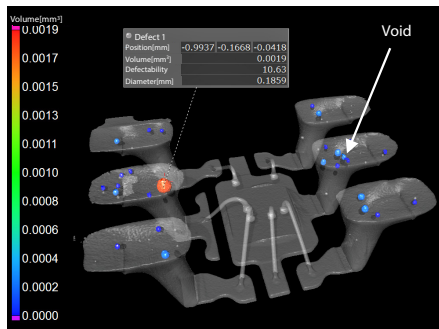 Volume[mm³]
0.0019
0.0017
0.0015
0.0013
0.0011
0.0010
0.0008
0.0006
0.0004
0.0002
0.0000
Defect 1
Position[mm] -0.9937 -0.1668 -0.0418
Volume[mm³] 0.0019
Defectability 10.63
Diameter[mm] 0.1859
Void